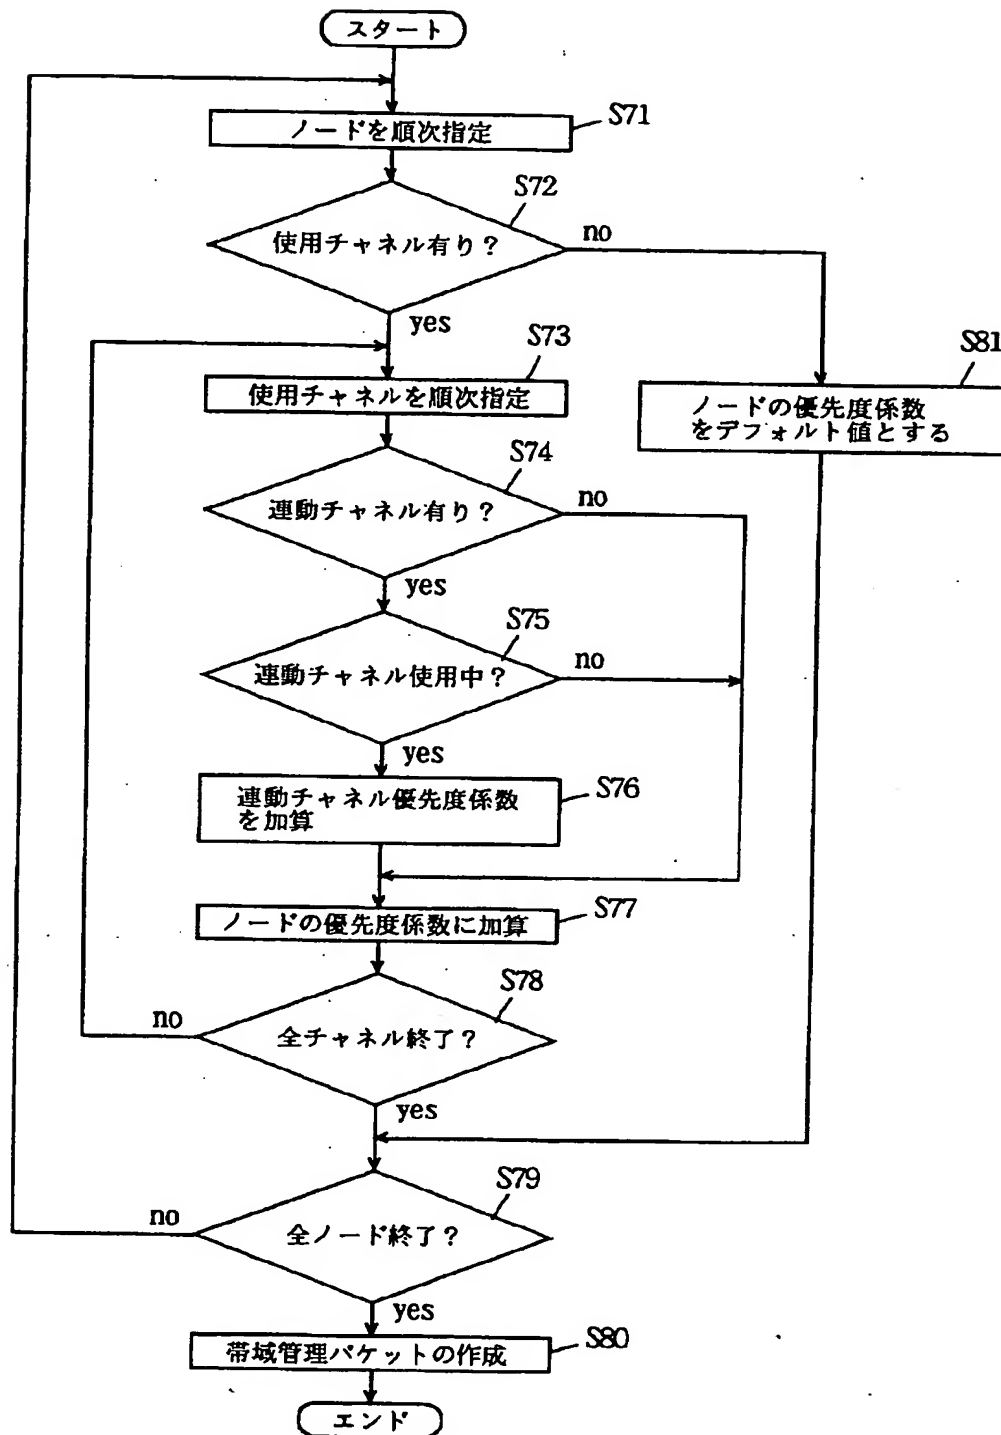 スタート
ノードを順次指定
S71
S72
使用チャネル有り?
no
yes
S73
使用チャネルを順次指定
S81
ノードの優先度係数
をデフォルト値とする
S74
連動チャネル有り?
no
yes
S75
連動チャネル使用中?
no
yes
連動チャネル優先度係数
を加算
S76
ノードの優先度係数に加算
S77
S78
全チャネル終了?
no
yes
S79
全ノード終了?
no
yes
帯域管理パケットの作成
S80
エンド